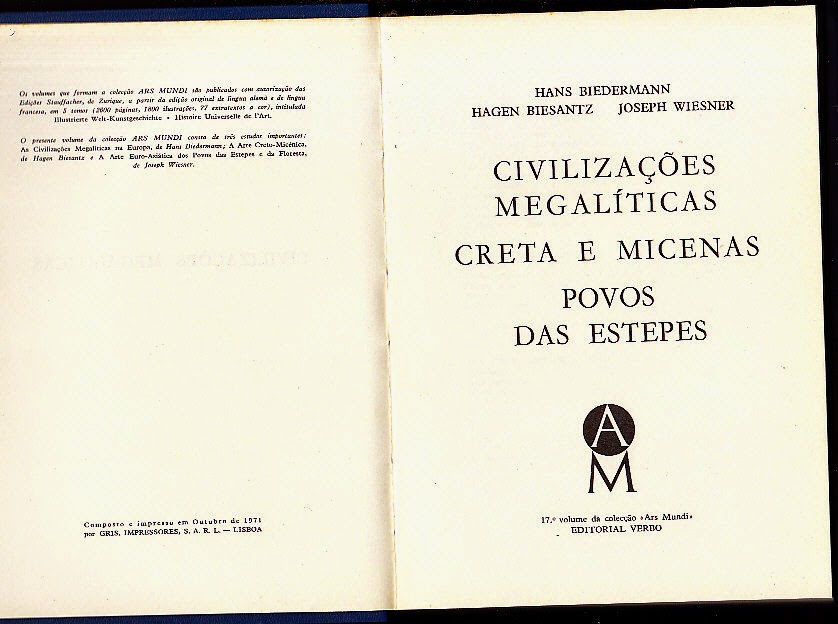 Os volumes que formam a colecção ARS MUNDI são publicados com autorização das
Edições Stauffacher, de Zurique, a partir da edição original de língua alemã e de língua
francesa, em 5 tomos (2600 páginas, 1800 ilustrações, 77 extratextos a cor), intitulada
Illustrierte Welt-Kunstgeschichte • Histoire Universelle de l'Art.
O presente volume da colecção ARS MUNDI consta de três estudos importantes:
As Civilizações Megalíticas na Europa, de Hans Biedermann; A Arte Creto-Micénica,
de Hagen Biesantz e A Arte Euro-Asiática dos Povos das Estepes e da Floresta,
de Joseph Wiesner.
Composto e impresso em Outubro de 1971
por GRIS, IMPRESSORES, S. A. R. L. — LISBOA
HANS BIEDERMANN
HAGEN BIESANTZ JOSEPH WIESNER
CIVILIZAÇÕES
MEGALÍTICAS
CRETA E MICENAS
POVOS
DAS ESTEPES
A
M
17.º volume da colecção «Ars Mundi»
EDITORIAL VERBO